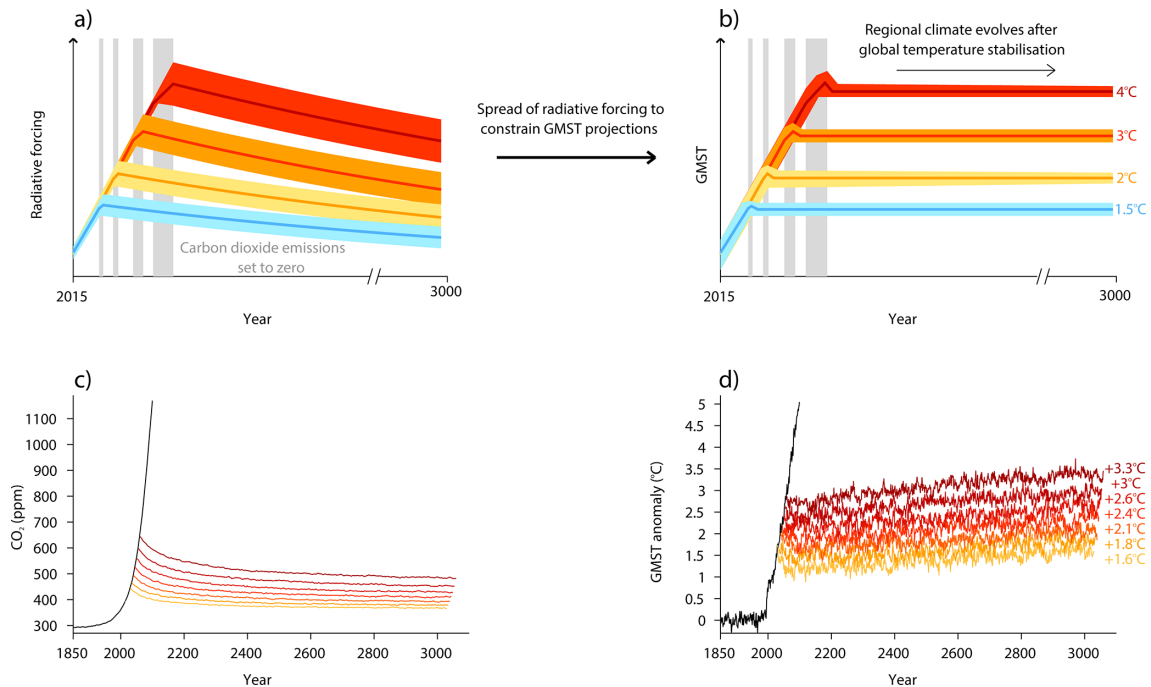 a)
Radiative forcing
Carbon dioxide emissions
set to zero
2015
3000
Year
Spread of radiative forcing to
constrain GMST projections
b)
Regional climate evolves after
global temperature stabilisation
GMST
4°C
3°C
2°C
1.5°C
2015
3000
Year
c)
CO₂ (ppm)
1100
1000
900
800
700
600
500
400
300
1850
2000
2200
2400
2600
2800
3000
Year
d)
GMST anomaly (°C)
5
4.5
4
3.5
3
2.5
2
1.5
1
0.5
0
+3.3°C
+3°C
+2.6°C
+2.4°C
+2.1°C
+1.8°C
+1.6°C
1850
2000
2200
2400
2600
2800
3000
Year